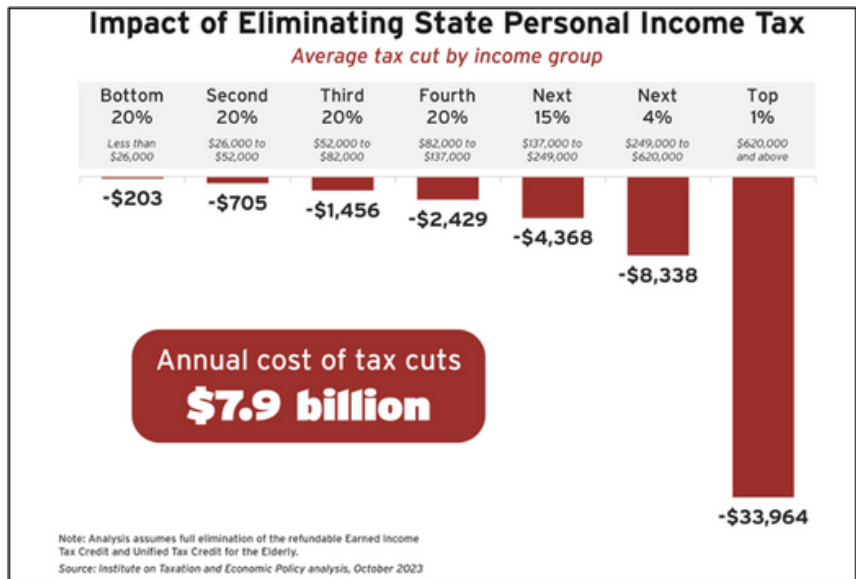 Impact of Eliminating State Personal Income Tax
Average tax cut by income group
Bottom 20%
Less than $26,000
Second 20%
$26,000 to $52,000
Third 20%
$52,000 to $82,000
Fourth 20%
$82,000 to $137,000
Next 15%
$137,000 to $249,000
Next 4%
$249,000 to $620,000
Top 1%
$620,000 and above
-$203
-$705
-$1,456
-$2,429
-$4,368
-$8,338
-$33,964
Annual cost of tax cuts
$7.9 billion
Note: Analysis assumes full elimination of the refundable Earned Income
Tax Credit and Unified Tax Credit for the Elderly.
Source: Institute on Taxation and Economic Policy analysis, October 2023